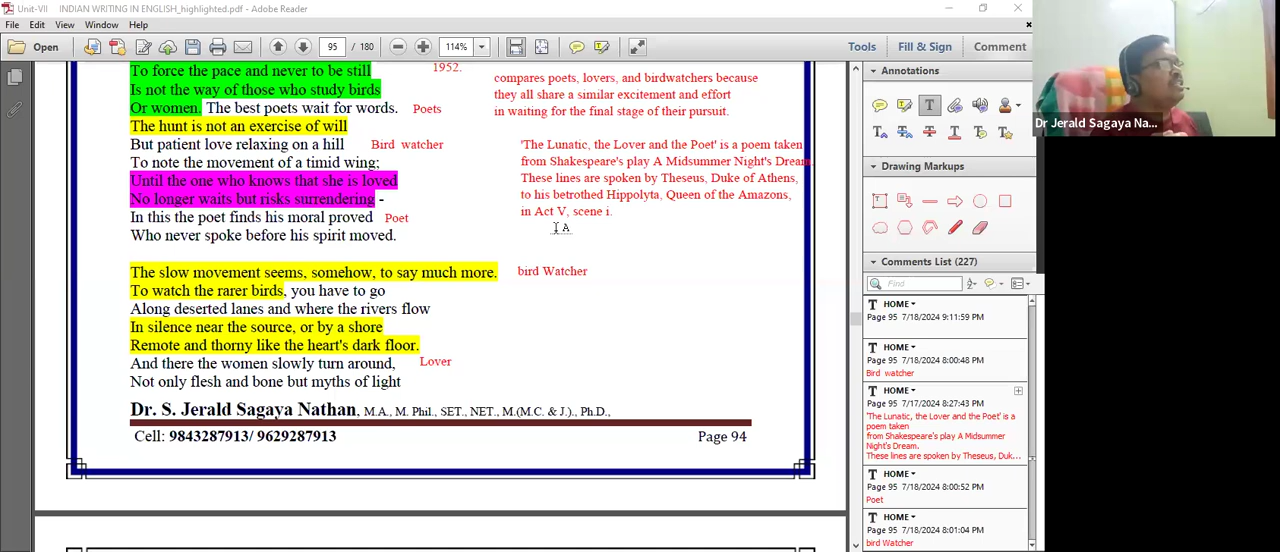 Unit-VII INDIAN WRITING IN ENGLISH_highlighted.pdf - Adobe Reader
File Edit View Window Help
Open 95 / 180 114% Tools Fill & Sign Comment
To force the pace and never to be still
1952.
Is not the way of those who study birds
Or women. The best poets wait for words. Poets
The hunt is not an exercise of will
But patient love relaxing on a hill Bird watcher
To note the movement of a timid wing;
Until the one who knows that she is loved
No longer waits but risks surrendering -
In this the poet finds his moral proved Poet
Who never spoke before his spirit moved.
compares poets, lovers, and birdwatchers because
they all share a similar excitement and effort
in waiting for the final stage of their pursuit.
'The Lunatic, the Lover and the Poet' is a poem taken
from Shakespeare's play A Midsummer Night's Dream.
These lines are spoken by Theseus, Duke of Athens,
to his betrothed Hippolyta, Queen of the Amazons,
in Act V, scene i.
The slow movement seems, somehow, to say much more. bird Watcher
To watch the rarer birds, you have to go
Along deserted lanes and where the rivers flow
In silence near the source, or by a shore
Remote and thorny like the heart's dark floor.
And there the women slowly turn around, Lover
Not only flesh and bone but myths of light
Dr. S. Jerald Sagaya Nathan, M.A., M. Phil., SET., NET., M.(M.C. & J.)., Ph.D.,
Cell: 9843287913/ 9629287913 Page 94
Annotations
Drawing Markups
Comments List (227)
Find
HOME
Page 95 7/18/2024 9:11:59 PM
HOME
Page 95 7/18/2024 8:00:48 PM
Bird watcher
HOME
Page 95 7/17/2024 8:27:43 PM
'The Lunatic, the Lover and the Poet' is a
poem taken
from Shakespeare's play A Midsummer
Night's Dream.
These lines are spoken by Theseus, Duk...
HOME
Page 95 7/18/2024 8:00:52 PM
Poet
HOME
Page 95 7/18/2024 8:01:04 PM
bird Watcher
Dr Jerald Sagaya Na...